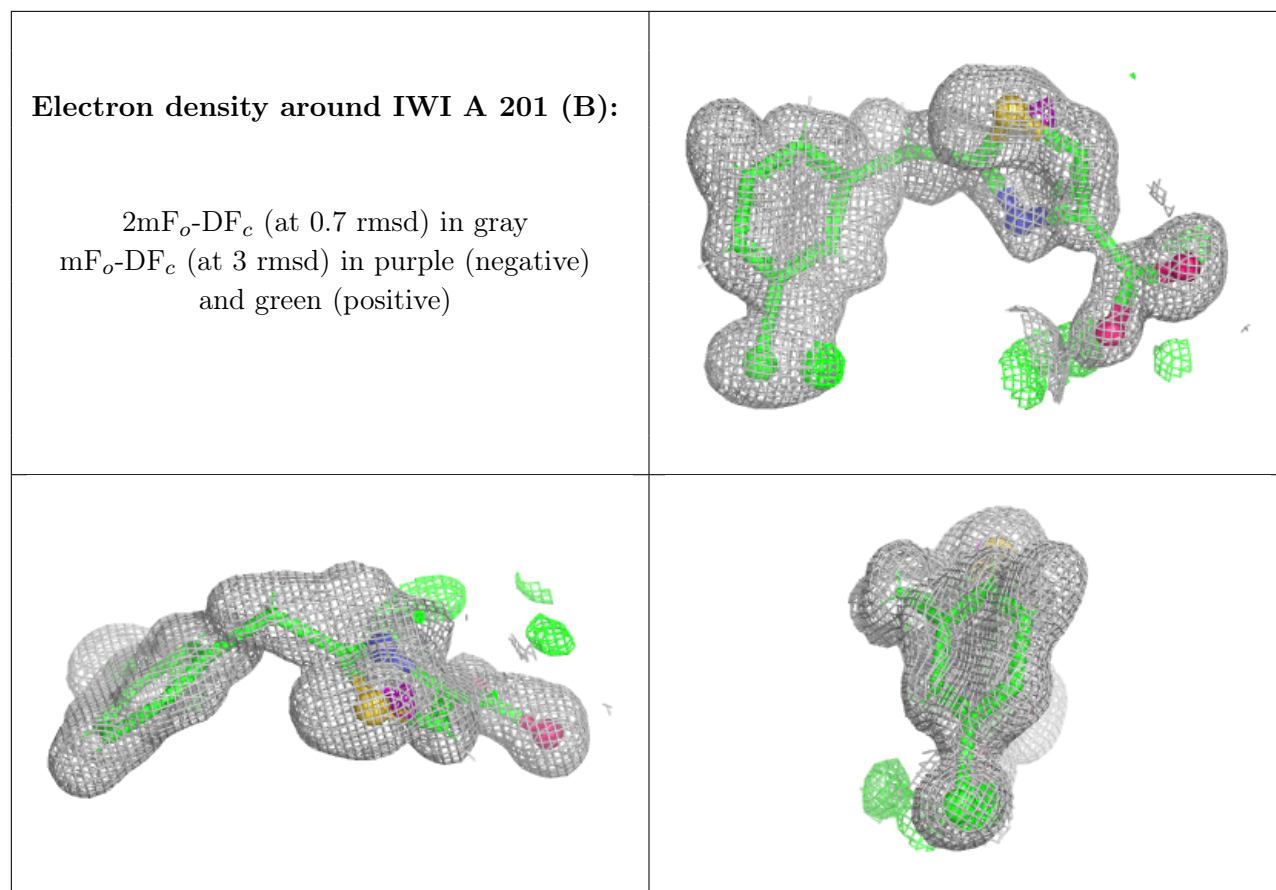 Electron density around IWI A 201 (B):
2mFₒ-DF𝒸 (at 0.7 rmsd) in gray
mFₒ-DF𝒸 (at 3 rmsd) in purple (negative)
and green (positive)